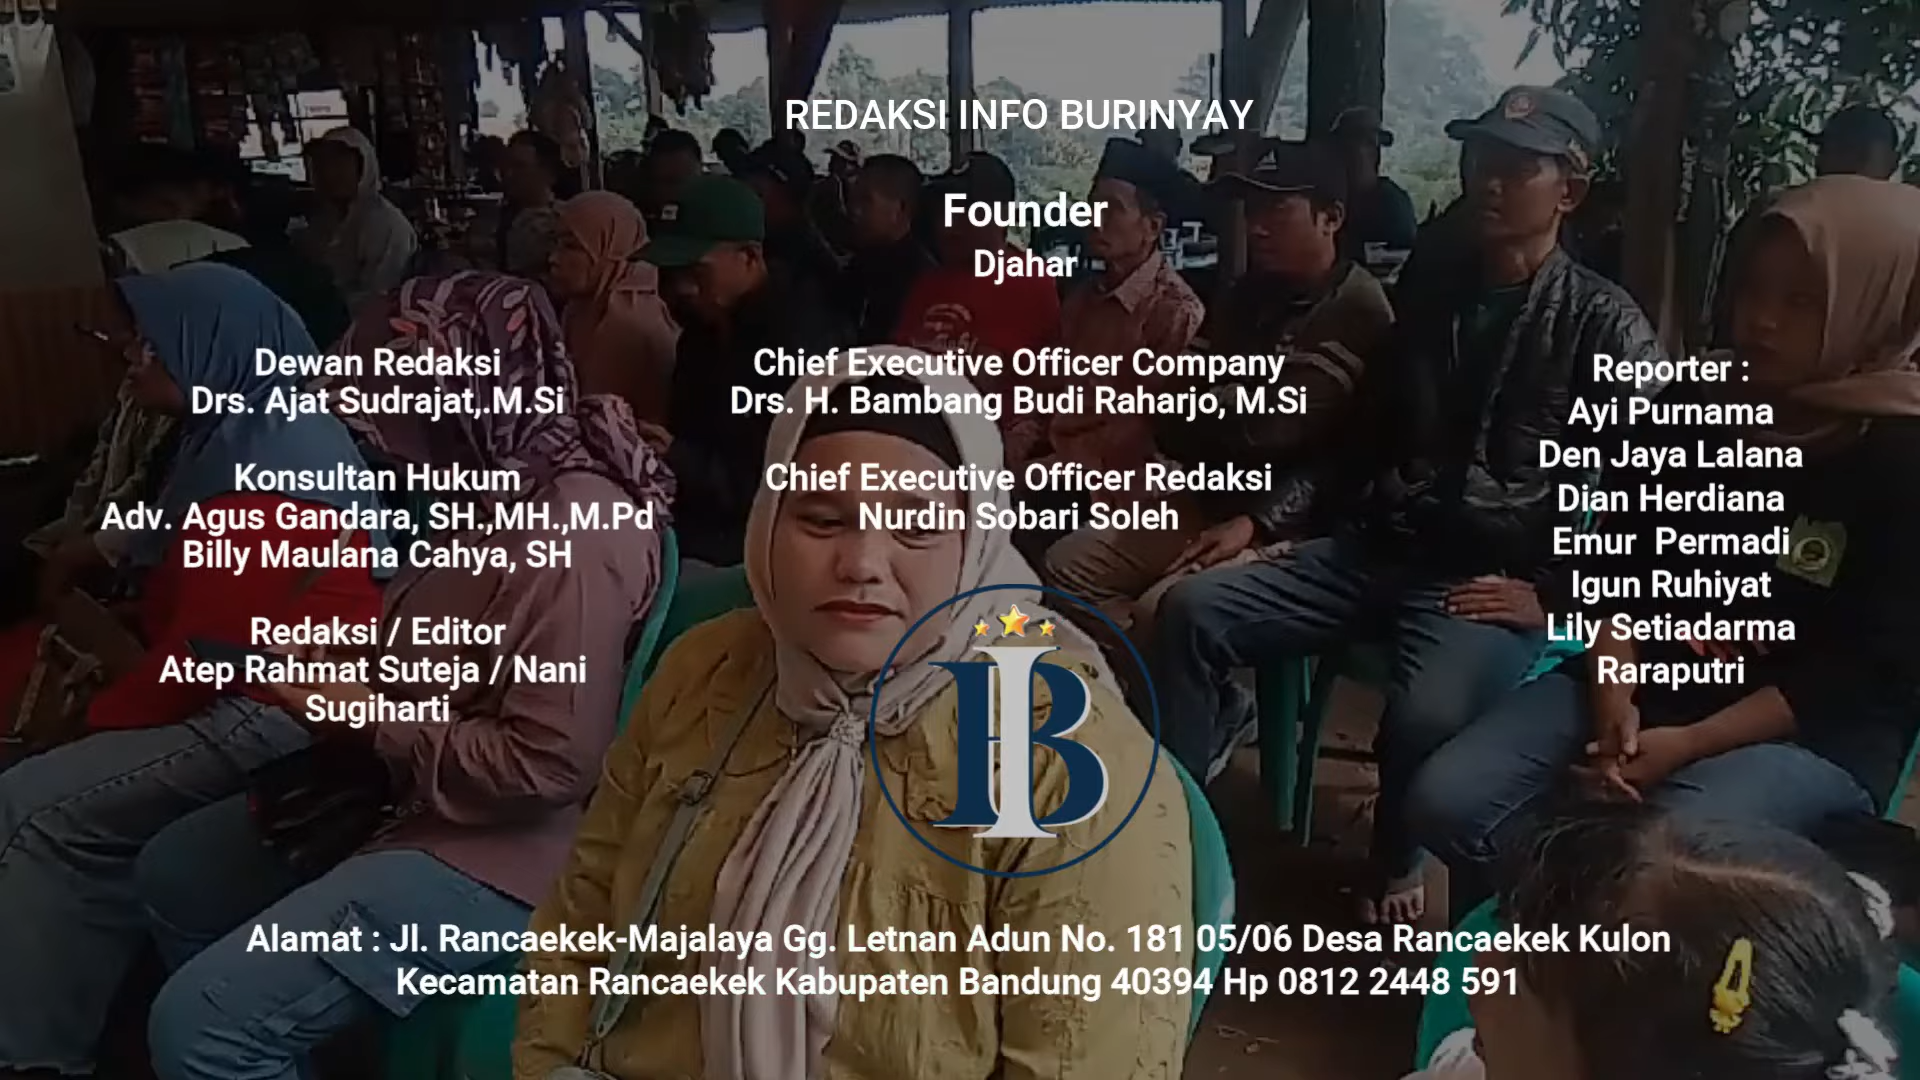 REDAKSI INFO BURINYAY
Founder
Djahar
Dewan Redaksi
Drs. Ajat Sudrajat,.M.Si
Konsultan Hukum
Adv. Agus Gandara, SH.,MH.,M.Pd
Billy Maulana Cahya, SH
Redaksi / Editor
Atep Rahmat Suteja / Nani
Sugiharti
Chief Executive Officer Company
Drs. H. Bambang Budi Raharjo, M.Si
Chief Executive Officer Redaksi
Nurdin Sobari Soleh
Reporter :
Ayi Purnama
Den Jaya Lalana
Dian Herdiana
Emur  Permadi
Igun Ruhiyat
Lily Setiadarma
Raraputri
IB
Alamat : Jl. Rancaekek-Majalaya Gg. Letnan Adun No. 181 05/06 Desa Rancaekek Kulon
Kecamatan Rancaekek Kabupaten Bandung 40394 Hp 0812 2448 591